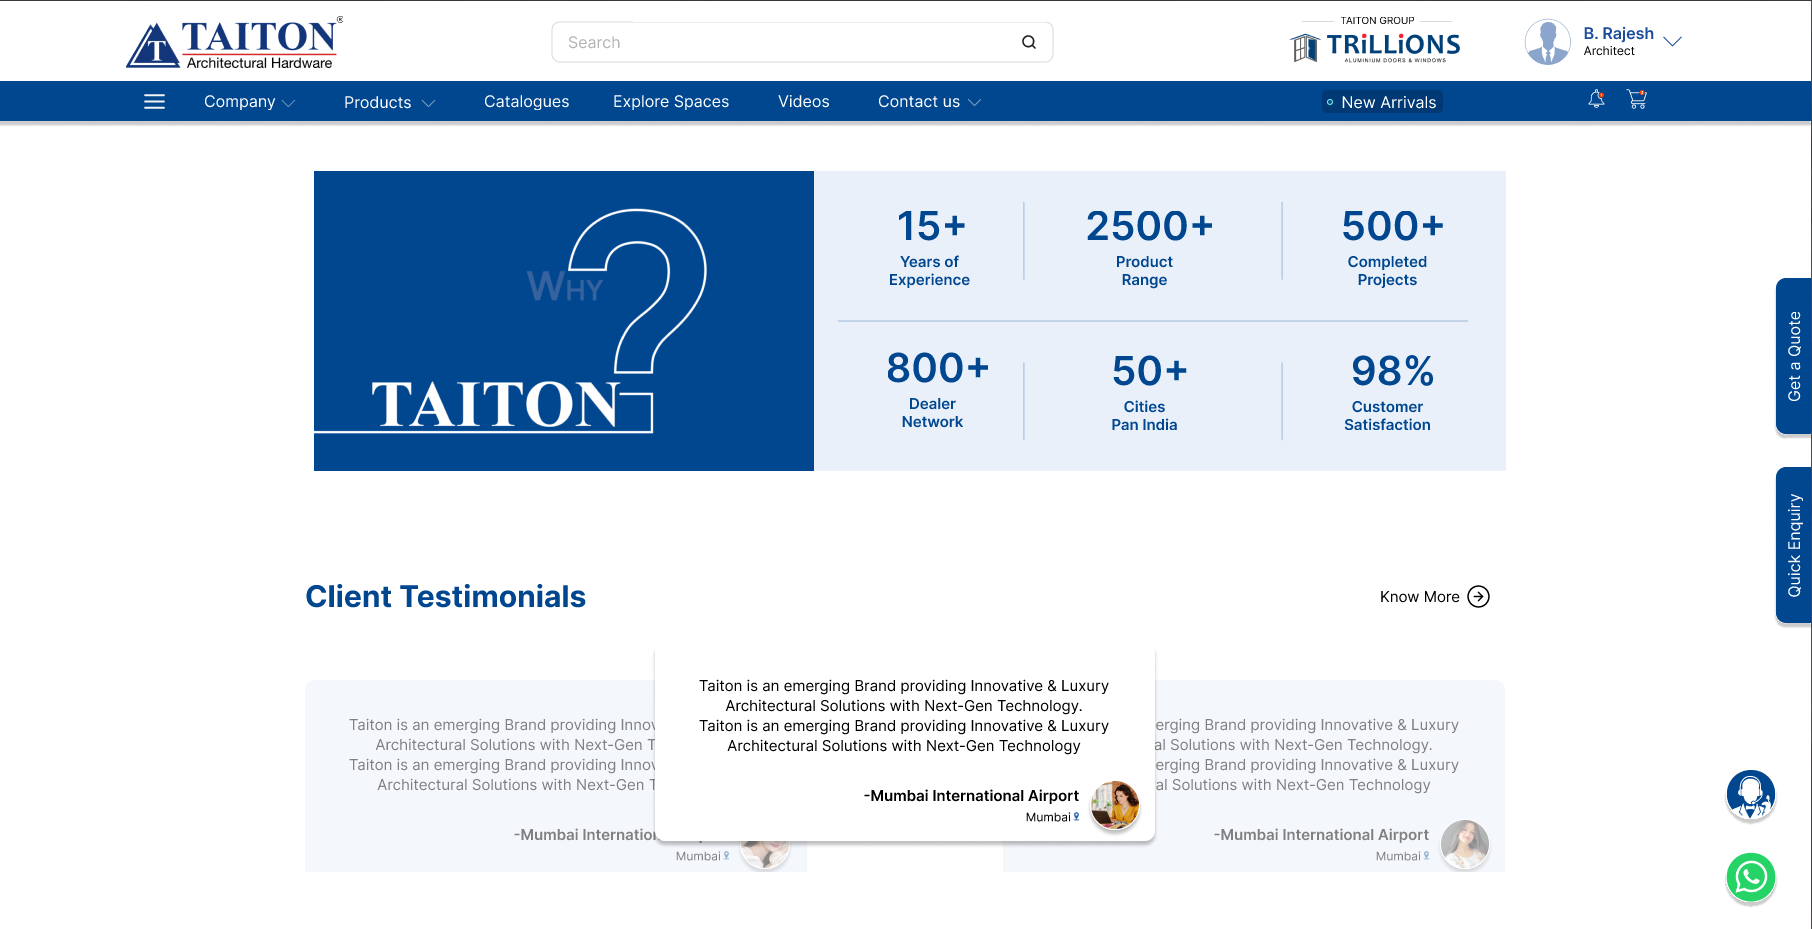 TAITON®
Architectural Hardware
Search
TAITON GROUP
TRiLLiONS
ALUMINIUM DOORS & WINDOWS
B. Rajesh
Architect
Company
Products
Catalogues
Explore Spaces
Videos
Contact us
New Arrivals
WHY
TAITON?
15+
Years of
Experience
2500+
Product
Range
500+
Completed
Projects
800+
Dealer
Network
50+
Cities
Pan India
98%
Customer
Satisfaction
Get a Quote
Quick Enquiry
Client Testimonials
Know More
Taiton is an emerging Brand providing Innov
Architectural Solutions with Next-Gen T
Taiton is an emerging Brand providing Innov
Architectural Solutions with Next-Gen T
-Mumbai Internation
Mumbai
Taiton is an emerging Brand providing Innovative & Luxury
Architectural Solutions with Next-Gen Technology.
Taiton is an emerging Brand providing Innovative & Luxury
Architectural Solutions with Next-Gen Technology
-Mumbai International Airport
Mumbai
erging Brand providing Innovative & Luxury
al Solutions with Next-Gen Technology.
erging Brand providing Innovative & Luxury
al Solutions with Next-Gen Technology
-Mumbai International Airport
Mumbai